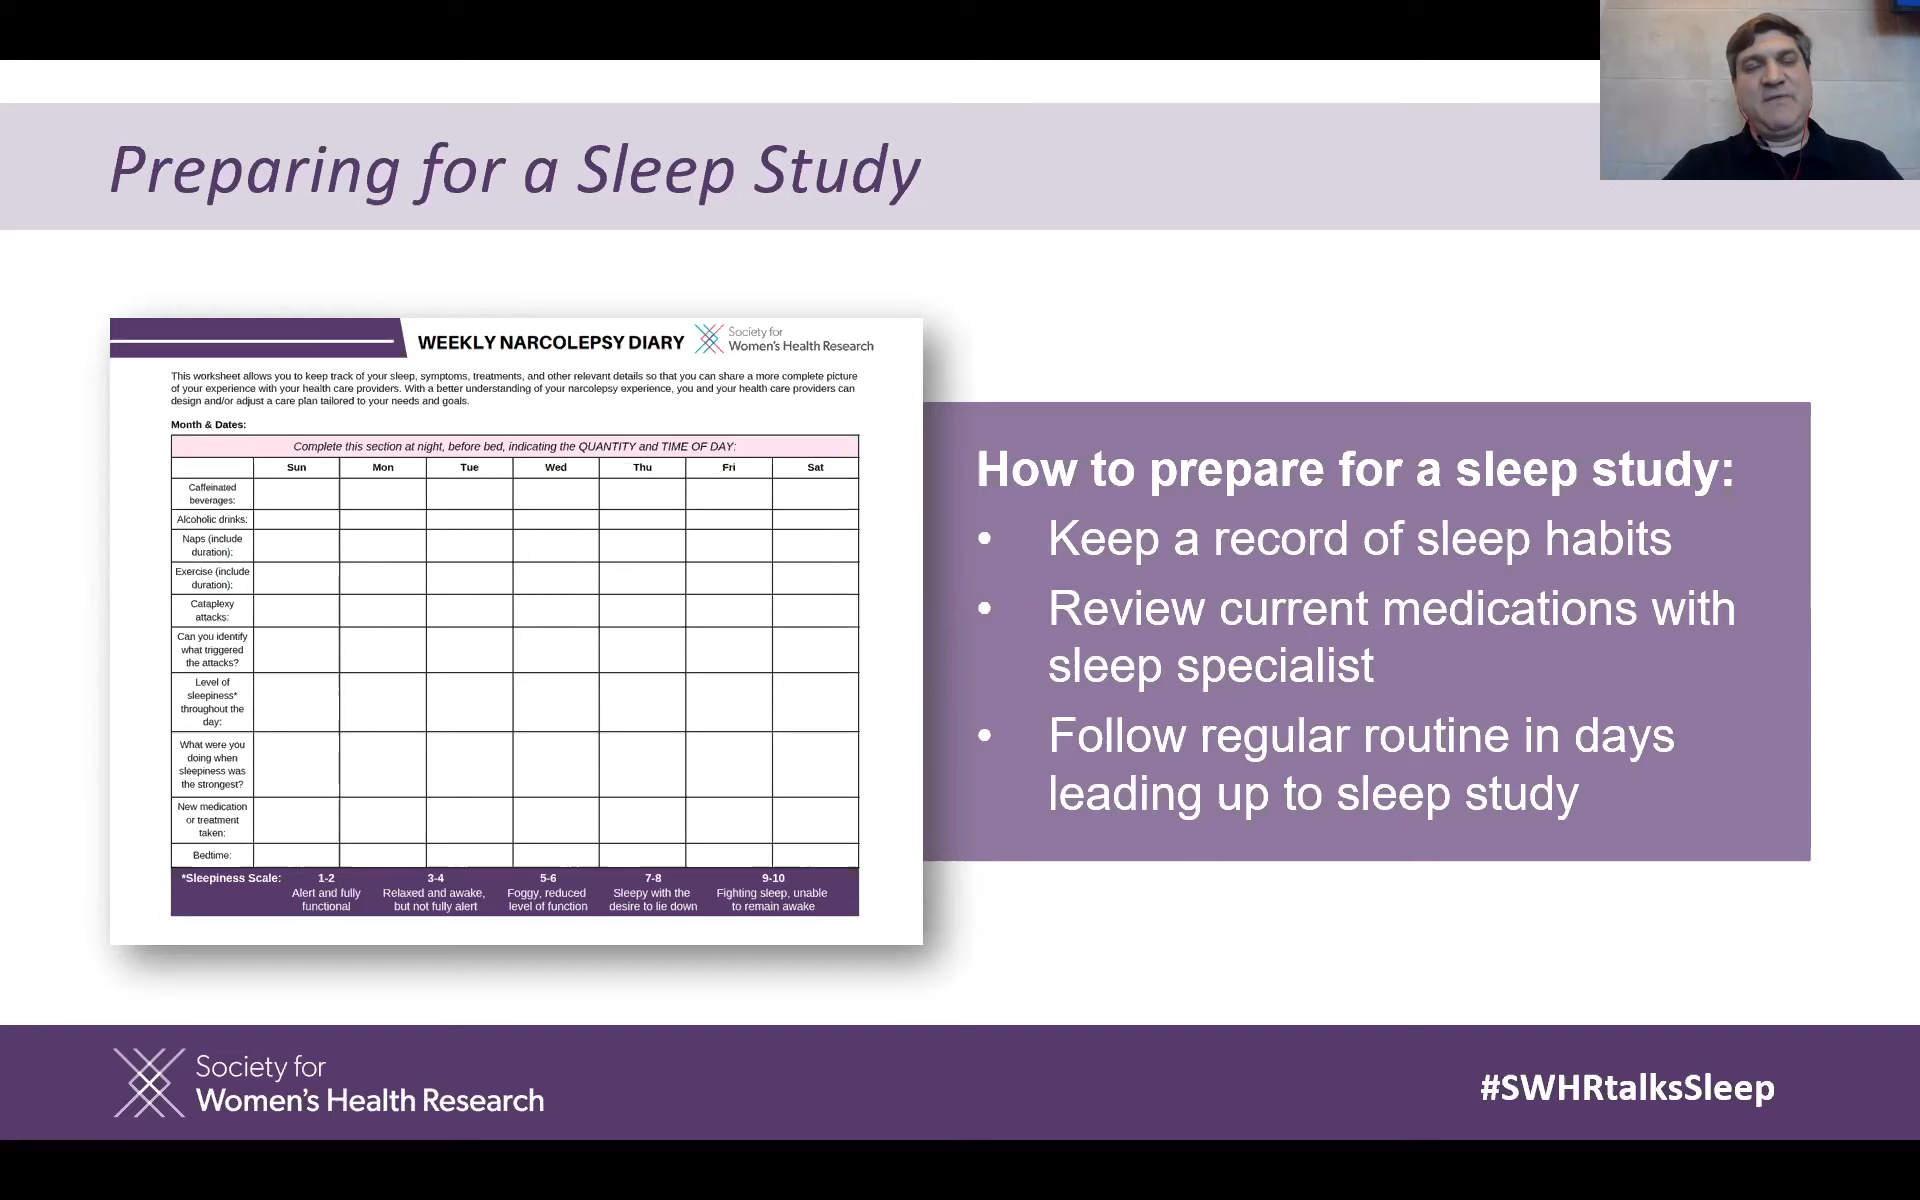 Preparing for a Sleep Study
WEEKLY NARCOLEPSY DIARY
Society for
Women's Health Research
This worksheet allows you to keep track of your sleep, symptoms, treatments, and other relevant details so that you can share a more complete picture
of your experience with your health care providers. With a better understanding of your narcolepsy experience, you and your health care providers can
design and/or adjust a care plan tailored to your needs and goals.
Month & Dates:
Complete this section at night, before bed, indicating the QUANTITY and TIME OF DAY:
Sun Mon Tue Wed Thu Fri Sat
Caffeinated
beverages:
Alcoholic drinks:
Naps (include
duration):
Exercise (include
duration):
Cataplexy
attacks:
Can you identify
what triggered
the attacks?
Level of
sleepiness*
throughout the
day:
What were you
doing when
sleepiness was
the strongest?
New medication
or treatment
taken:
Bedtime:
*Sleepiness Scale: 1-2 3-4 5-6 7-8 9-10
Alert and fully Relaxed and awake, Foggy, reduced Sleepy with the Fighting sleep, unable
functional but not fully alert level of function desire to lie down to remain awake
How to prepare for a sleep study:
• Keep a record of sleep habits
• Review current medications with
sleep specialist
• Follow regular routine in days
leading up to sleep study
Society for
Women's Health Research
#SWHRtalksSleep